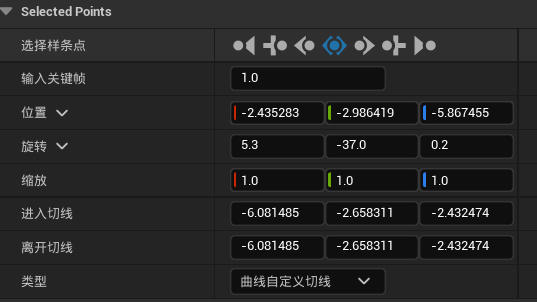 Selected Points
选择样条点
输入关键帧 1.0
位置 -2.435283 -2.986419 -5.867455
旋转 5.3 -37.0 0.2
缩放 1.0 1.0 1.0
进入切线 -6.081485 -2.658311 -2.432474
离开切线 -6.081485 -2.658311 -2.432474
类型 曲线自定义切线